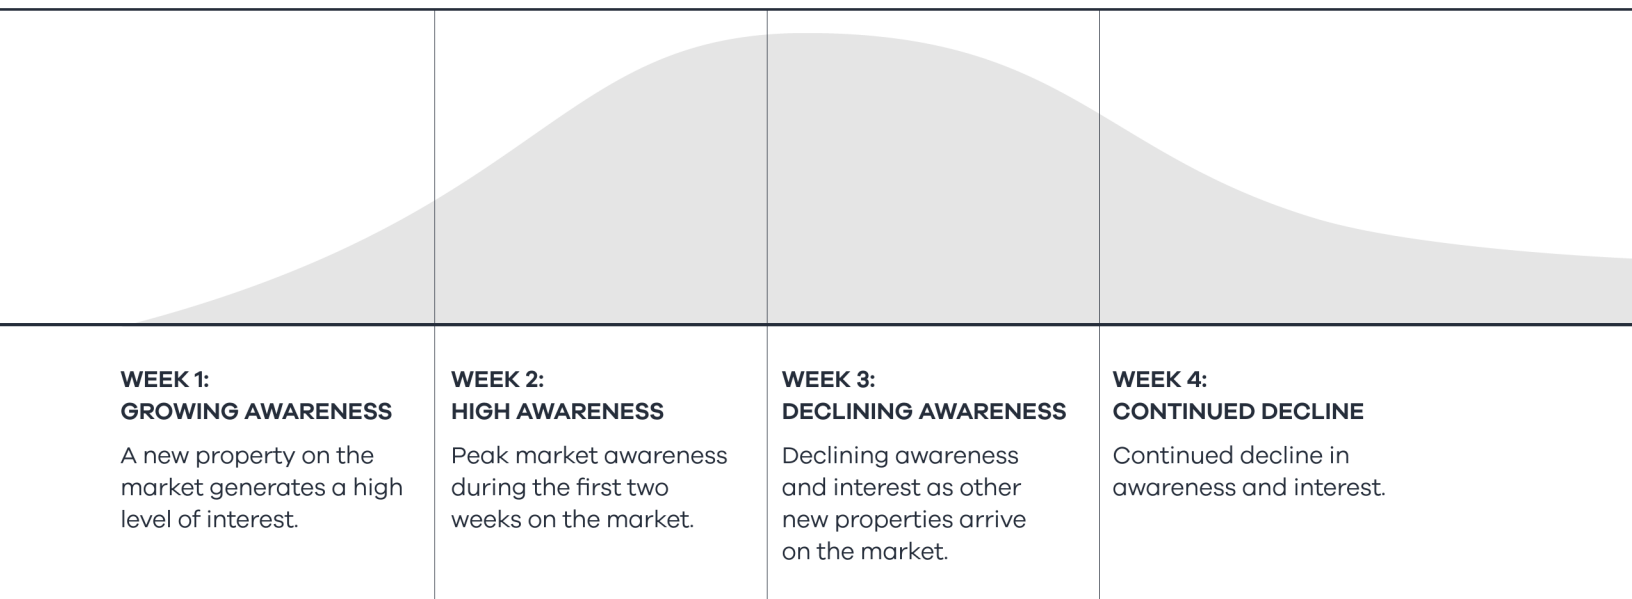 WEEK 1:
GROWING AWARENESS
A new property on the
market generates a high
level of interest.
WEEK 2:
HIGH AWARENESS
Peak market awareness
during the first two
weeks on the market.
WEEK 3:
DECLINING AWARENESS
Declining awareness
and interest as other
new properties arrive
on the market.
WEEK 4:
CONTINUED DECLINE
Continued decline in
awareness and interest.